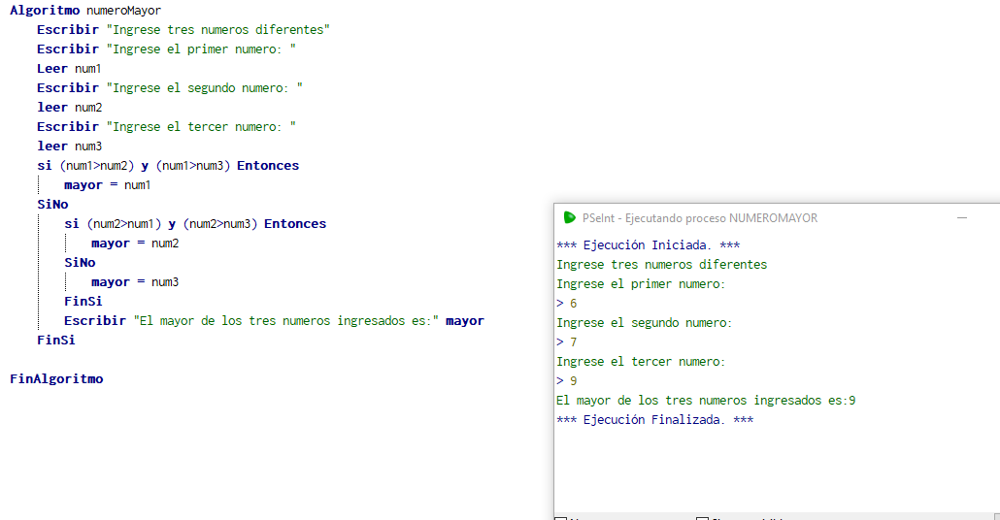 Algoritmo numeroMayor
Escribir "Ingrese tres numeros diferentes"
Escribir "Ingrese el primer numero: "
Leer num1
Escribir "Ingrese el segundo numero: "
leer num2
Escribir "Ingrese el tercer numero: "
leer num3
si (num1>num2) y (num1>num3) Entonces
mayor = num1
SiNo
si (num2>num1) y (num2>num3) Entonces
mayor = num2
SiNo
mayor = num3
FinSi
Escribir "El mayor de los tres numeros ingresados es:" mayor
FinSi
FinAlgoritmo
PSeInt - Ejecutando proceso NUMEROMAYOR
*** Ejecución Iniciada. ***
Ingrese tres numeros diferentes
Ingrese el primer numero:
> 6
Ingrese el segundo numero:
> 7
Ingrese el tercer numero:
> 9
El mayor de los tres numeros ingresados es:9
*** Ejecución Finalizada. ***